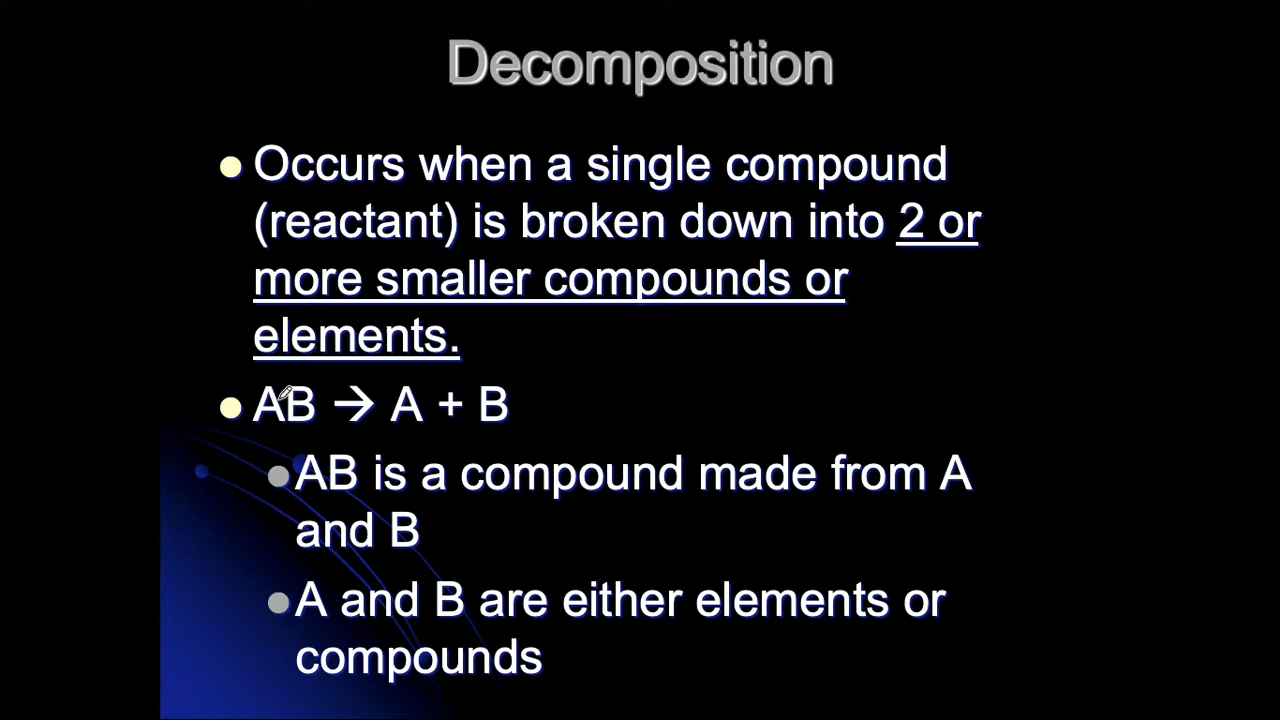 Decomposition
Occurs when a single compound
(reactant) is broken down into 2 or
more smaller compounds or
elements.
AB → A + B
AB is a compound made from A
and B
A and B are either elements or
compounds